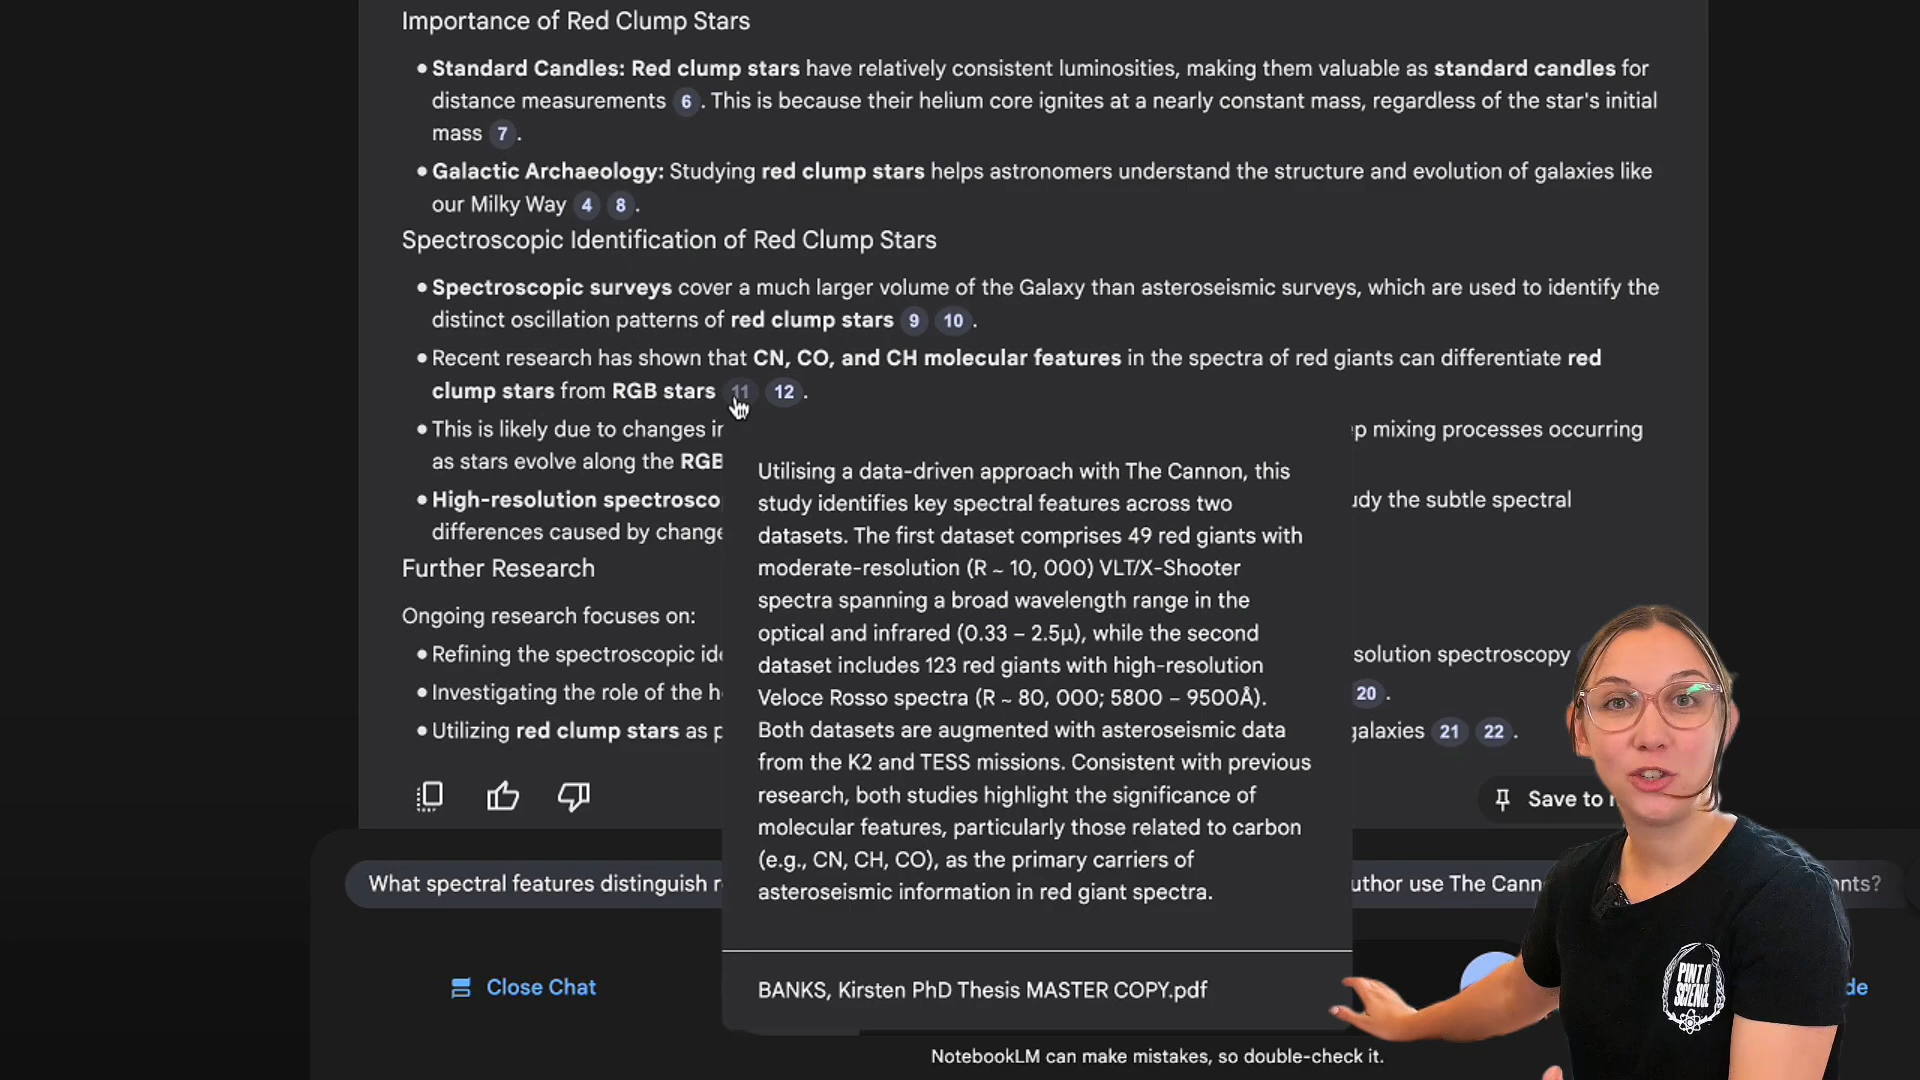 Importance of Red Clump Stars
• Standard Candles: Red clump stars have relatively consistent luminosities, making them valuable as standard candles for
distance measurements 6 . This is because their helium core ignites at a nearly constant mass, regardless of the star's initial
mass 7 .
• Galactic Archaeology: Studying red clump stars helps astronomers understand the structure and evolution of galaxies like
our Milky Way 4 8 .
Spectroscopic Identification of Red Clump Stars
• Spectroscopic surveys cover a much larger volume of the Galaxy than asteroseismic surveys, which are used to identify the
distinct oscillation patterns of red clump stars 9 10 .
• Recent research has shown that CN, CO, and CH molecular features in the spectra of red giants can differentiate red
clump stars from RGB stars 11 12 .
• This is likely due to changes p mixing processes occurring
as stars evolve along the RGB
• High-resolution spectrosco udy the subtle spectral
differences caused by change
Further Research
Ongoing research focuses on:
• Refining the spectroscopic ide solution spectroscopy
• Investigating the role of the h 20 .
• Utilizing red clump stars as p galaxies 21 22 .
Utilising a data-driven approach with The Cannon, this
study identifies key spectral features across two
datasets. The first dataset comprises 49 red giants with
moderate-resolution (R ~ 10, 000) VLT/X-Shooter
spectra spanning a broad wavelength range in the
optical and infrared (0.33 – 2.5μ), while the second
dataset includes 123 red giants with high-resolution
Veloce Rosso spectra (R ~ 80, 000; 5800 – 9500Å).
Both datasets are augmented with asteroseismic data
from the K2 and TESS missions. Consistent with previous
research, both studies highlight the significance of
molecular features, particularly those related to carbon
(e.g., CN, CH, CO), as the primary carriers of
asteroseismic information in red giant spectra.
BANKS, Kirsten PhD Thesis MASTER COPY.pdf
Save to
What spectral features distinguish r uthor use The Cann nts?
Close Chat de
NotebookLM can make mistakes, so double-check it.
PINT OF
SCIENCE